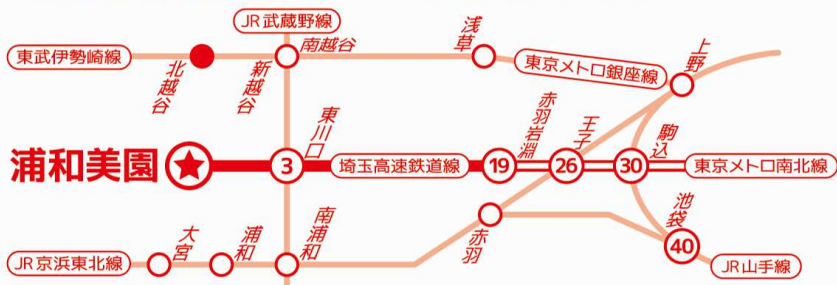 JR武蔵野線
東武伊勢崎線
北越谷
新越谷
南越谷
浅草
東京メトロ銀座線
上野
浦和美園
東川口
3
埼玉高速鉄道線
19
赤羽岩淵
26
王子
30
駒込
東京メトロ南北線
JR京浜東北線
大宮
浦和
南浦和
赤羽
池袋
40
JR山手線